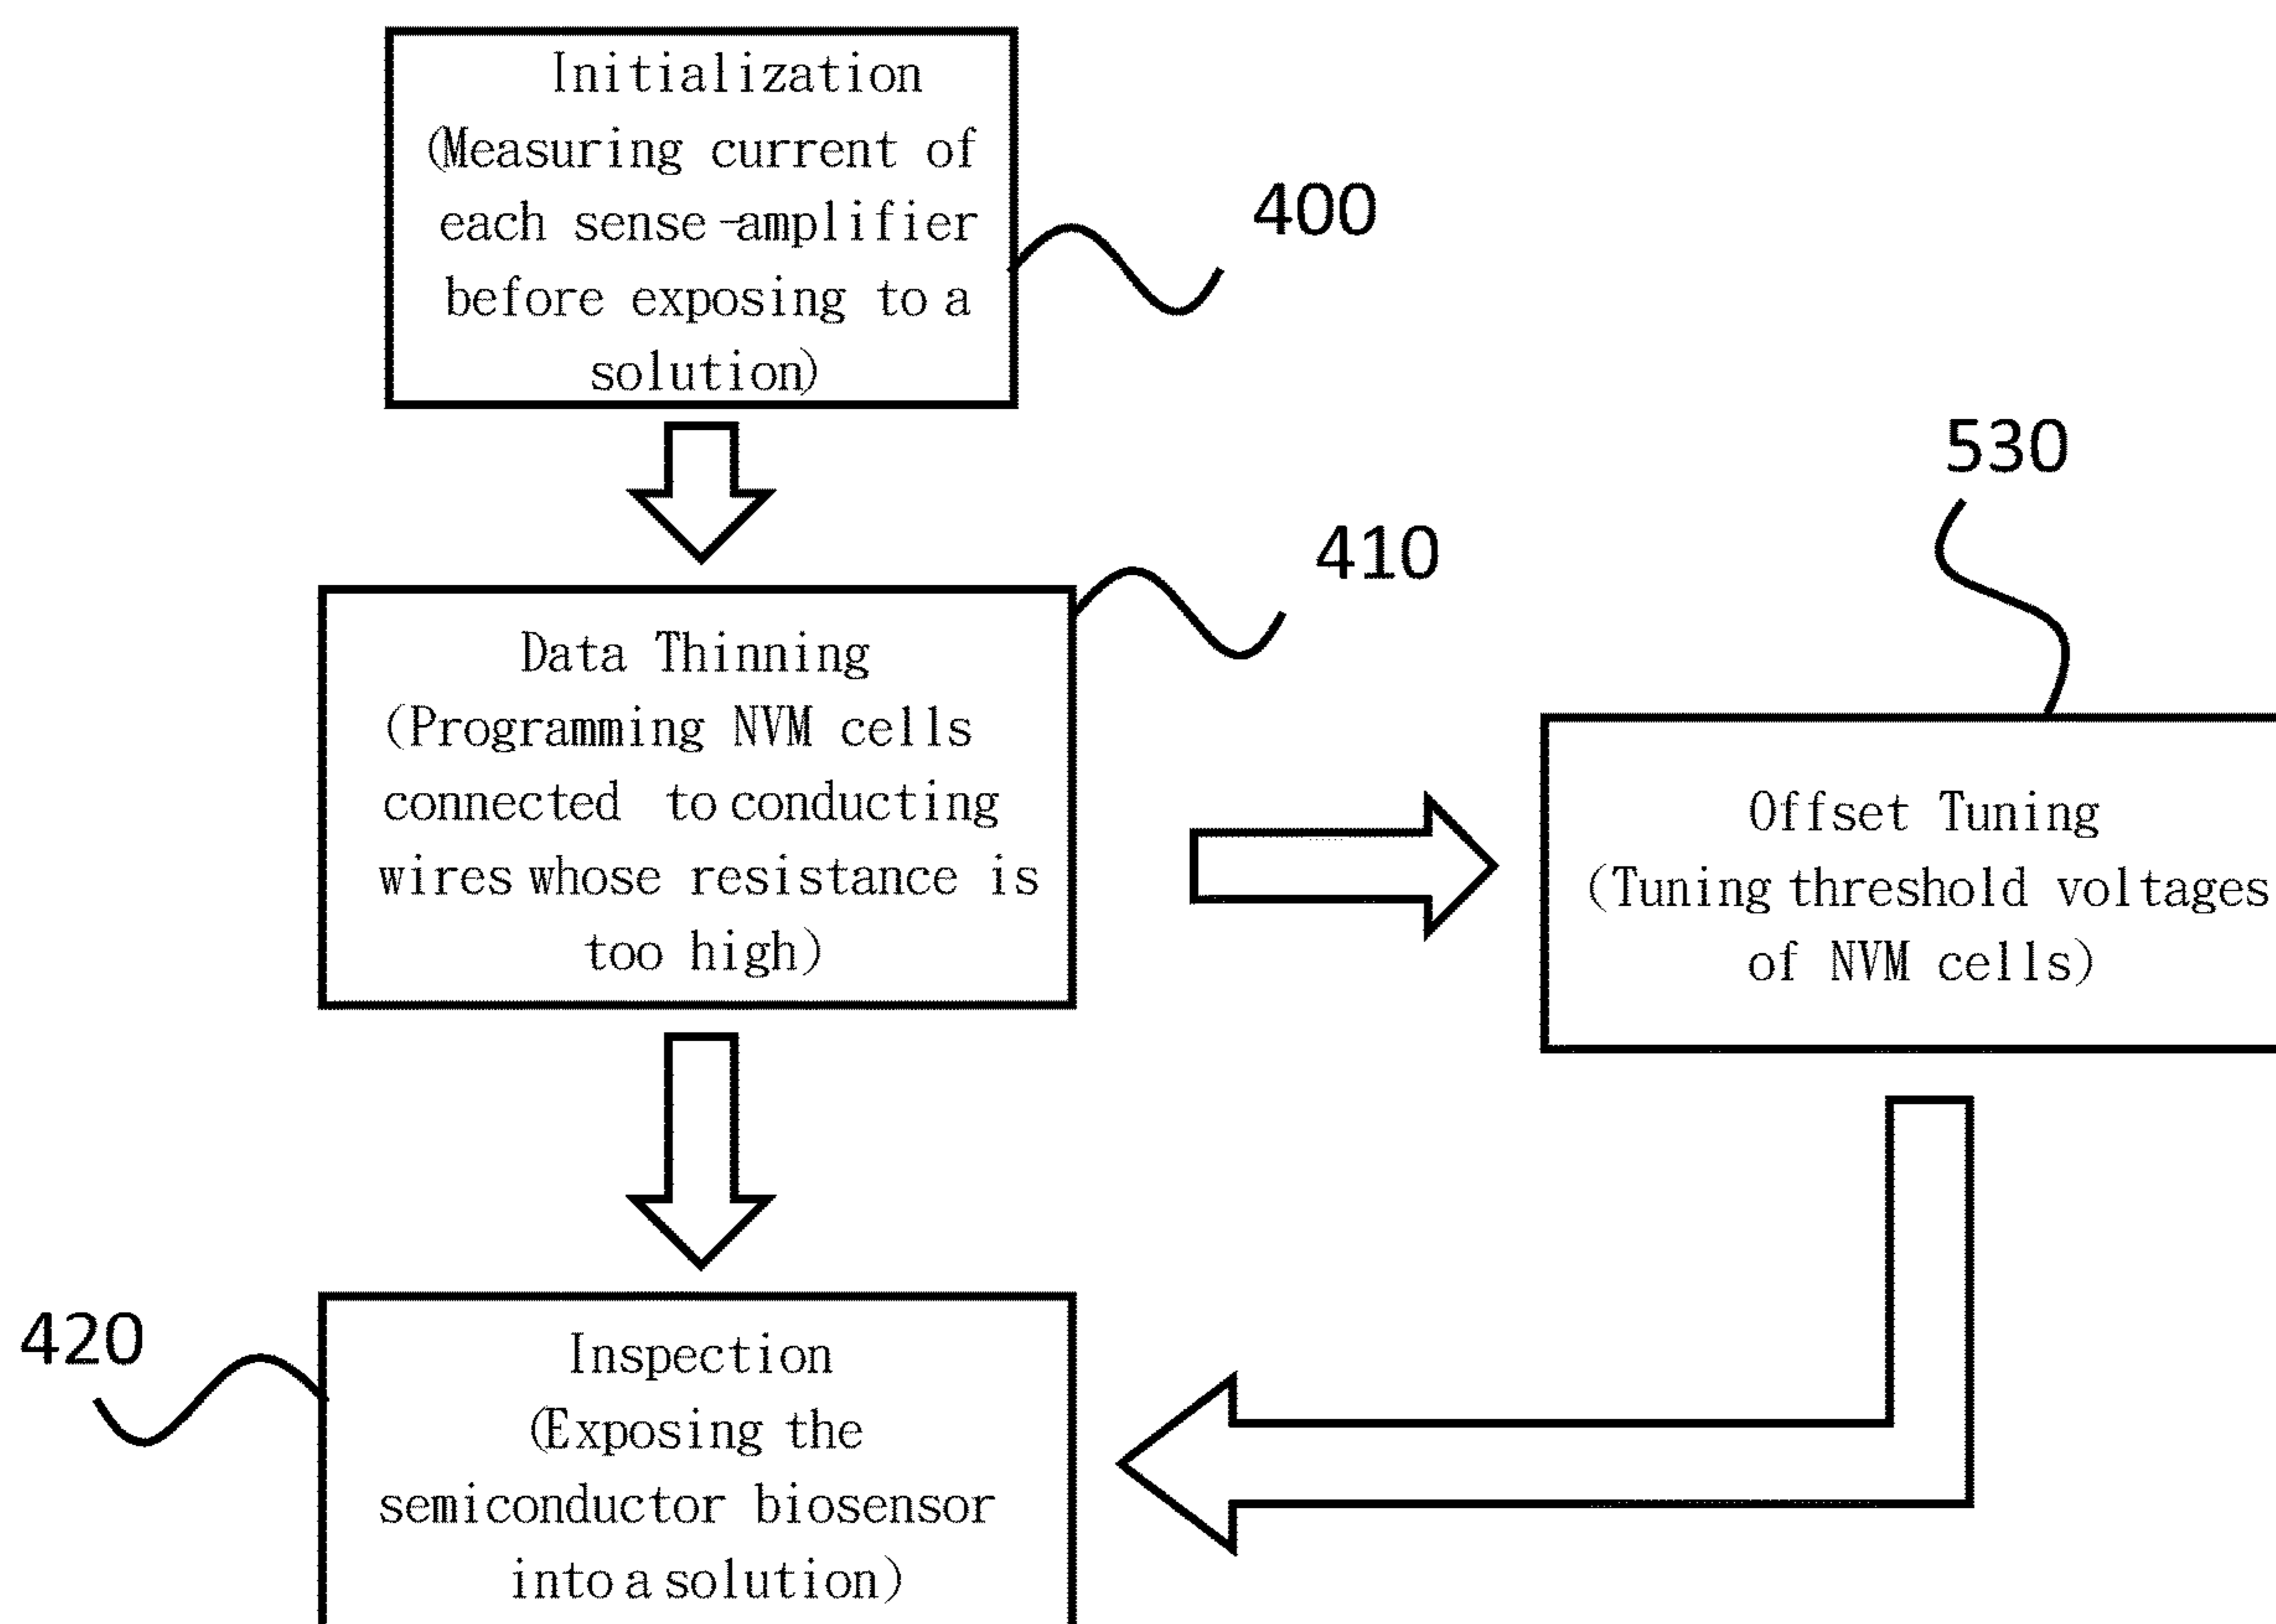 Initialization
(Measuring current of
each sense-amplifier
before exposing to a
solution)
400
410
Data Thinning
(Programming NVM cells
connected to conducting
wires whose resistance is
too high)
530
Offset Tuning
(Tuning threshold voltages
of NVM cells)
420
Inspection
(Exposing the
semiconductor biosensor
into a solution)